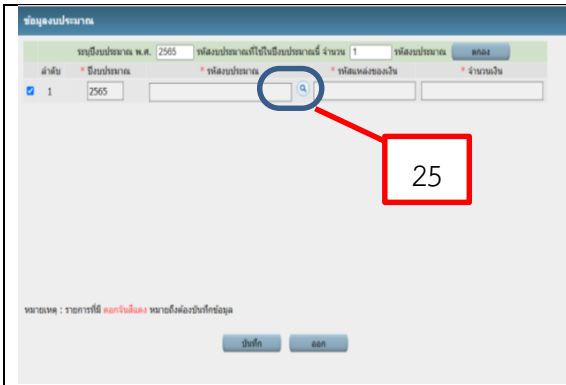 ข้อมูลงบประมาณ
ระบุปีงบประมาณ พ.ศ. 2565 รหัสงบประมาณที่ใช้ในปีงบประมาณนี้ จำนวน 1 รหัสงบประมาณ ตกลง
ลำดับ * ปีงบประมาณ * รหัสงบประมาณ * รหัสแหล่งของเงิน * จำนวนเงิน
1 2565
25
หมายเหตุ : รายการที่มี ดอกจันสีแดง หมายถึงต้องบันทึกข้อมูล
บันทึก ออก